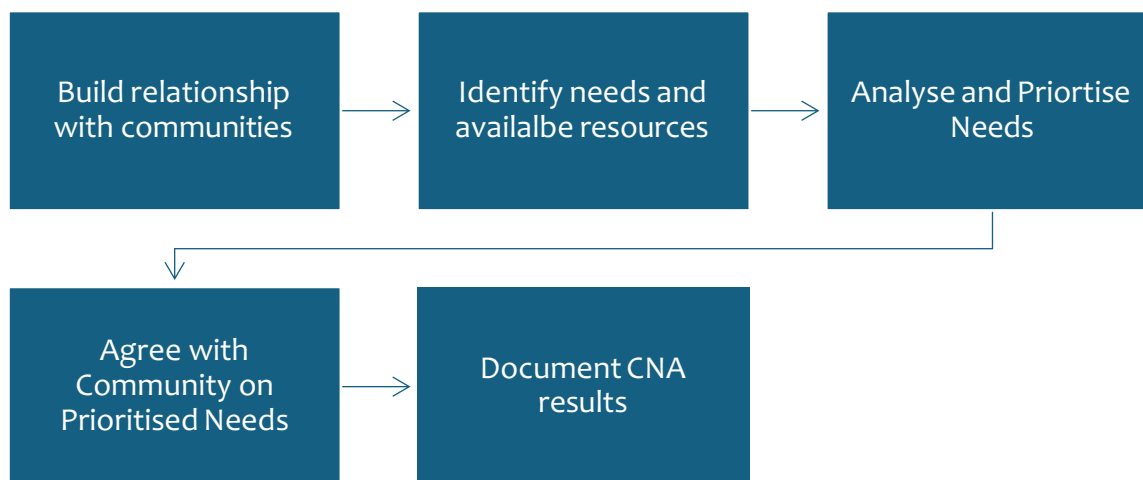 Build relationship
with communities
Identify needs and
availalbe resources
Analyse and Priortise
Needs
Agree with
Community on
Prioritised Needs
Document CNA
results